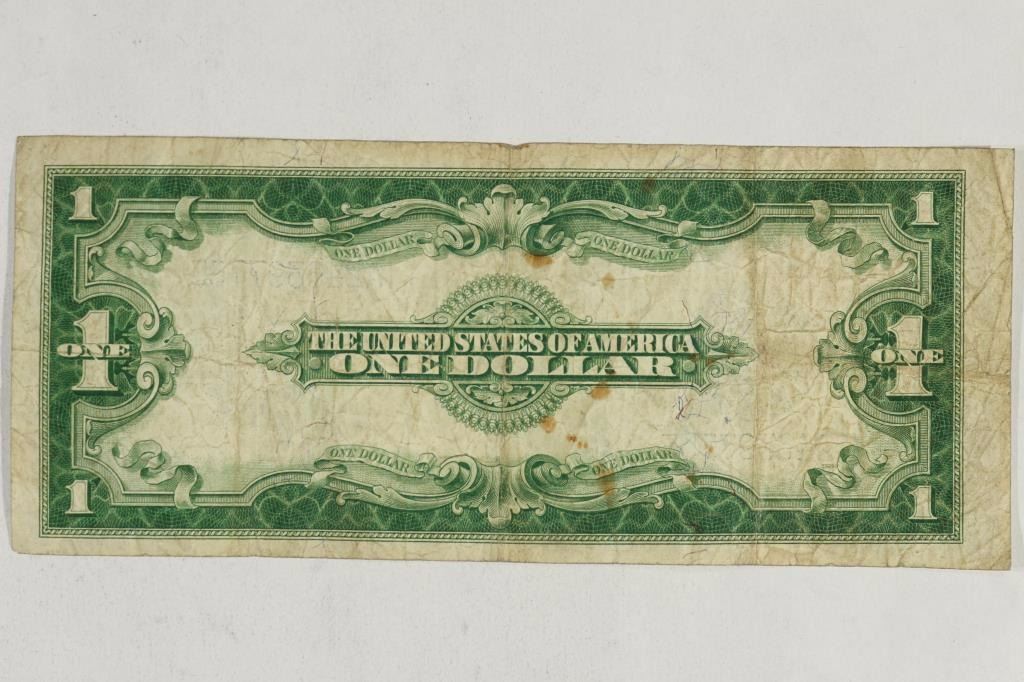 1 1
ONE DOLLAR ONE DOLLAR
THE UNITED STATES OF AMERICA
ONE DOLLAR
1 ONE 1 ONE
ONE DOLLAR ONE DOLLAR
1 1